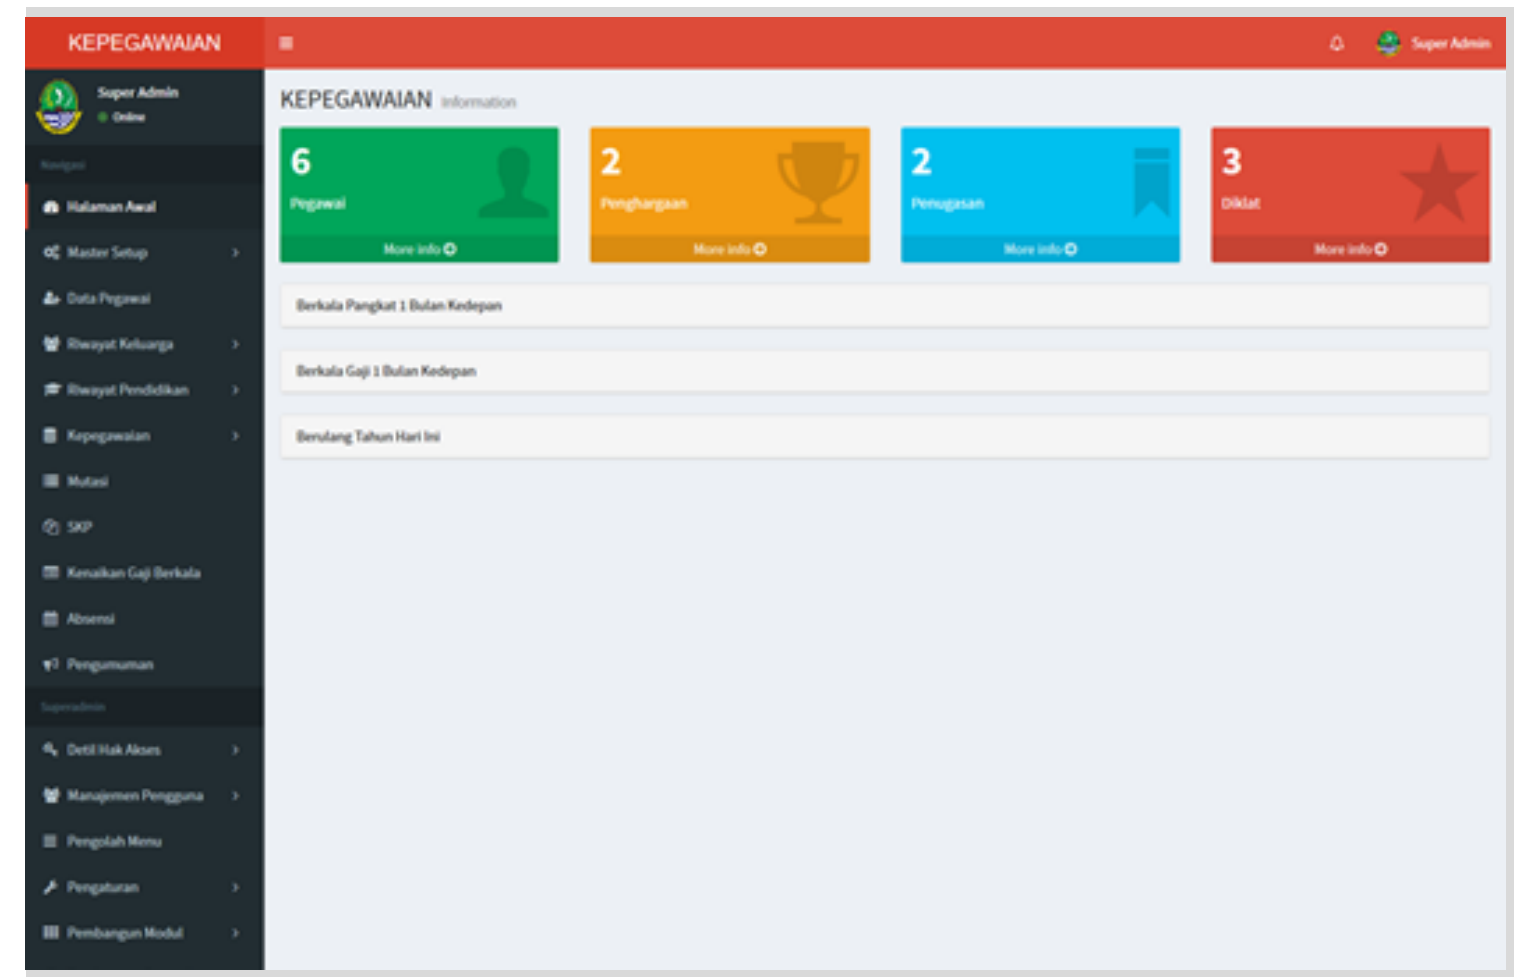 KEPEGAWAIAN
Super Admin
Super Admin
Online
Navigasi
Halaman Awal
Master Setup
Data Pegawai
Riwayat Keluarga
Riwayat Pendidikan
Kepegawaian
Mutasi
SKP
Kenaikan Gaji Berkala
Absensi
Pengumuman
Superadmin
Detil Hak Akses
Manajemen Pengguna
Pengolah Menu
Pengaturan
Pembangun Modul
KEPEGAWAIAN Information
6
Pegawai
More info
2
Penghargaan
More info
2
Penugasan
More info
3
Diklat
More info
Berkala Pangkat 1 Bulan Kedepan
Berkala Gaji 1 Bulan Kedepan
Berulang Tahun Hari Ini